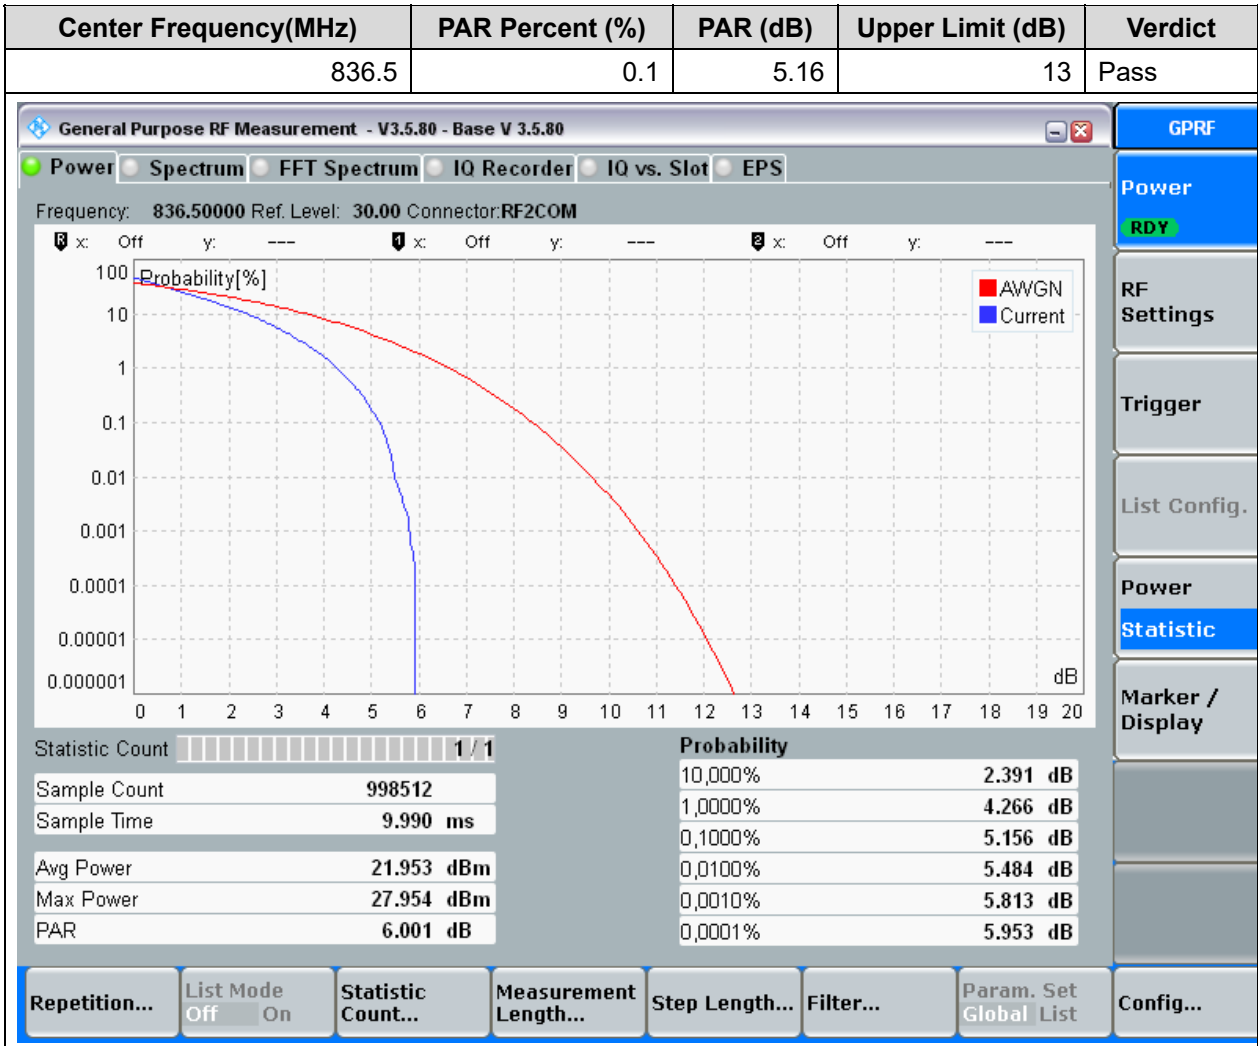 Center Frequency(MHz) PAR Percent (%) PAR (dB) Upper Limit (dB) Verdict
836.5 0.1 5.16 13 Pass
General Purpose RF Measurement - V3.5.80 - Base V 3.5.80
GPRF
Power Spectrum FFT Spectrum IQ Recorder IQ vs. Slot EPS
Power
RDY
Frequency: 836.50000 Ref. Level: 30.00 Connector:RF2COM
R x: Off y: --- 1 x: Off y: --- 2 x: Off y: ---
Probability[%]
AWGN
Current
100
10
1
0.1
0.01
0.001
0.0001
0.00001
0.000001
dB
0 1 2 3 4 5 6 7 8 9 10 11 12 13 14 15 16 17 18 19 20
RF
Settings
Trigger
List Config.
Power
Statistic
Marker /
Display
Statistic Count 1 / 1
Sample Count 998512
Sample Time 9.990 ms
Avg Power 21.953 dBm
Max Power 27.954 dBm
PAR 6.001 dB
Probability
10,000% 2.391 dB
1,0000% 4.266 dB
0,1000% 5.156 dB
0,0100% 5.484 dB
0,0010% 5.813 dB
0,0001% 5.953 dB
Repetition...
List Mode
Off On
Statistic
Count...
Measurement
Length...
Step Length...
Filter...
Param. Set
Global List
Config...